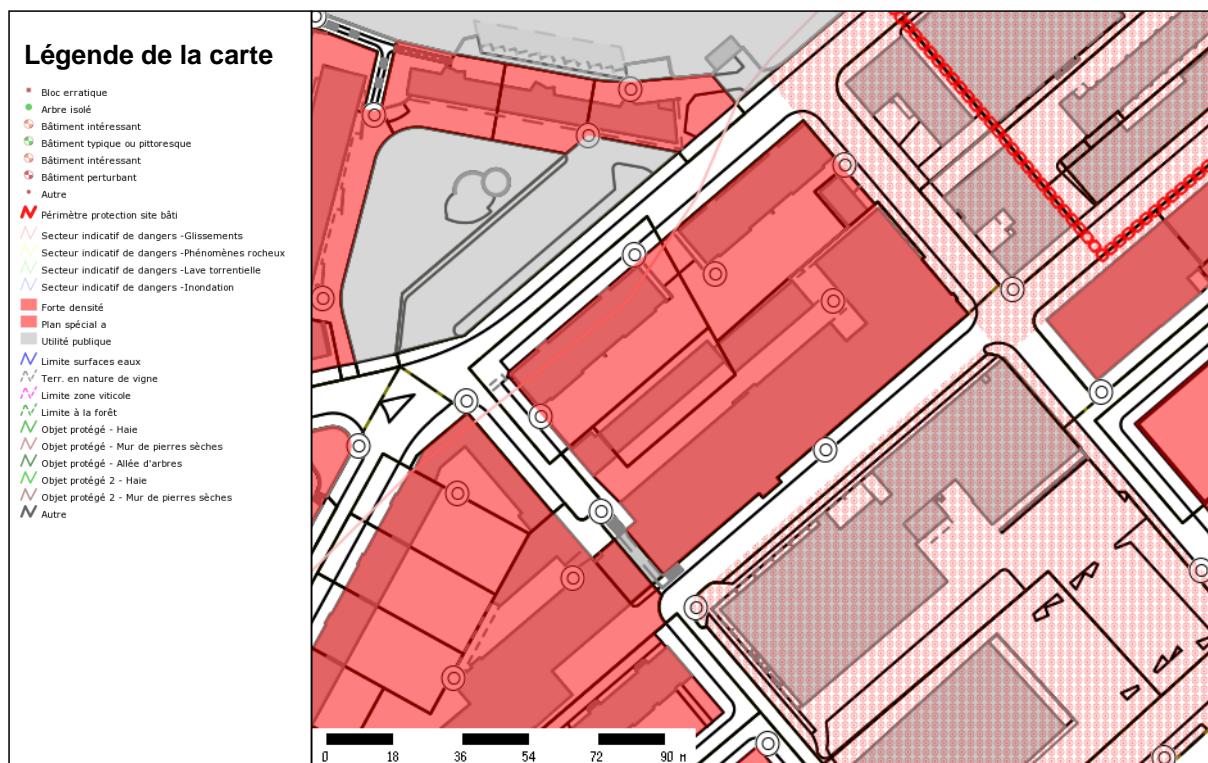 Légende de la carte
Bloc erratique
Arbre isolé
Bâtiment intéressant
Bâtiment typique ou pittoresque
Bâtiment intéressant
Bâtiment perturbant
Autre
Périmètre protection site bâti
Secteur indicatif de dangers -Glissements
Secteur indicatif de dangers -Phénomènes rocheux
Secteur indicatif de dangers -Lave torrentielle
Secteur indicatif de dangers -Inondation
Forte densité
Plan spécial a
Utilité publique
Limite surfaces eaux
Terr. en nature de vigne
Limite zone viticole
Limite à la forêt
Objet protégé - Haie
Objet protégé - Mur de pierres sèches
Objet protégé - Allée d'arbres
Objet protégé 2 - Haie
Objet protégé 2 - Mur de pierres sèches
Autre
0 18 36 54 72 90 M